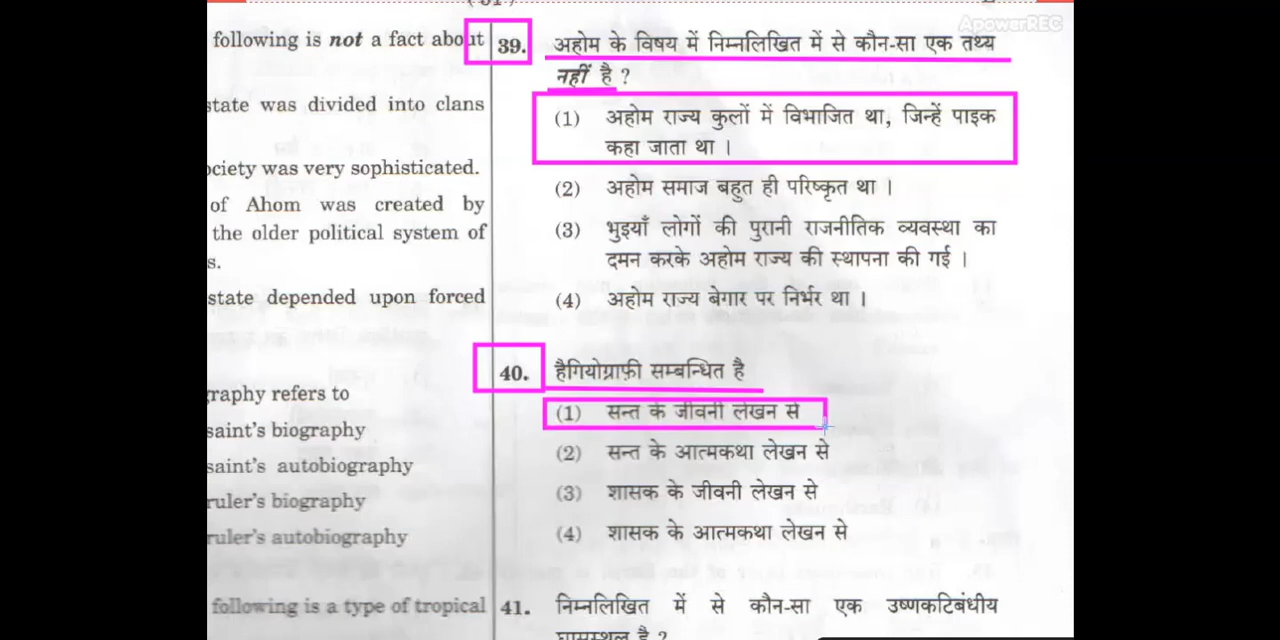 ApowerREC
following is not a fact about
state was divided into clans
ociety was very sophisticated.
of Ahom was created by
the older political system of
s.
state depended upon forced
graphy refers to
saint's biography
saint's autobiography
ruler's biography
ruler's autobiography
following is a type of tropical
39. अहोम के विषय में निम्नलिखित में से कौन-सा एक तथ्य
नहीं है ?
(1) अहोम राज्य कुलों में विभाजित था, जिन्हें पाइक
कहा जाता था ।
(2) अहोम समाज बहुत ही परिष्कृत था ।
(3) भुइयाँ लोगों की पुरानी राजनीतिक व्यवस्था का
दमन करके अहोम राज्य की स्थापना की गई ।
(4) अहोम राज्य बेगार पर निर्भर था ।
40. हैगियोग्राफ़ी सम्बन्धित है
(1) सन्त के जीवनी लेखन से
(2) सन्त के आत्मकथा लेखन से
(3) शासक के जीवनी लेखन से
(4) शासक के आत्मकथा लेखन से
41. निम्नलिखित में से कौन-सा एक उष्णकटिबंधीय
घासस्थल है ?